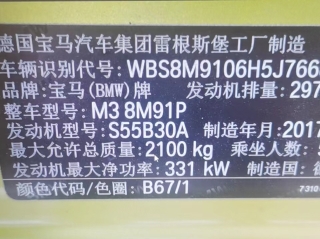 德国宝马汽车集团雷根斯堡工厂制造
车辆识别代号: WBS8M9106H5J766
品牌: 宝马(BMW)牌 发动机排量: 297
整车型号: M3 8M91P
发动机型号: S55B30A 制造年月: 2017
最大允许总质量: 2100 kg 乘坐人数:
发动机最大净功率: 331 kW 制造国:
颜色代码/色圈: B67/1
7310